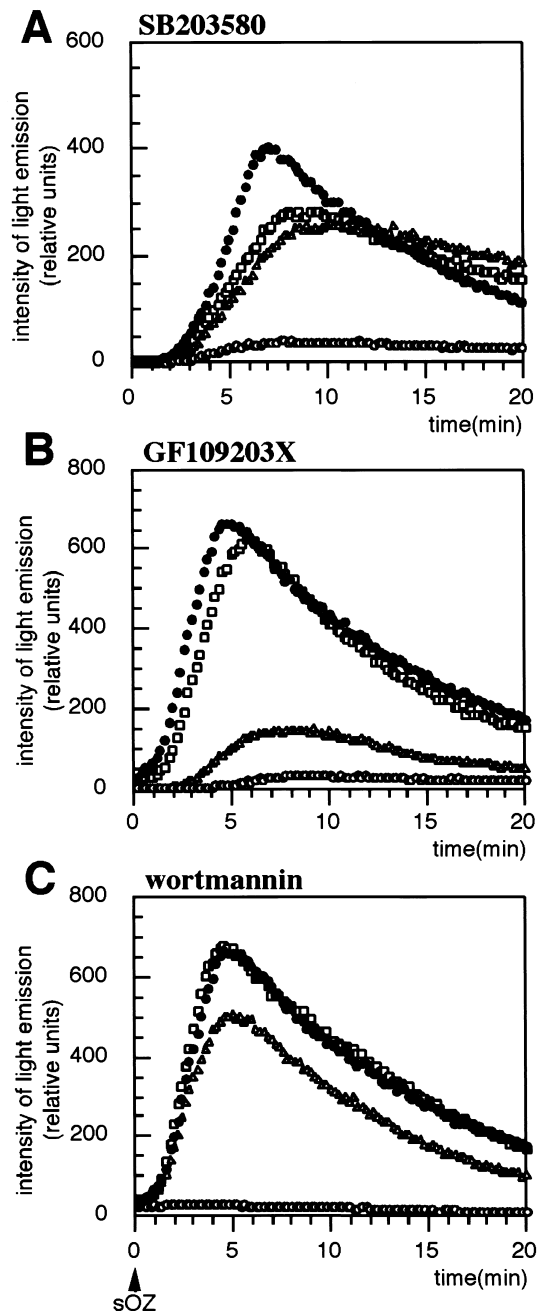 A
SB203580
600
400
200
0
intensity of light emission
(relative units)
0 5 10 15 20
time(min)
B
GF109203X
800
600
400
200
0
intensity of light emission
(relative units)
0 5 10 15 20
time(min)
C
wortmannin
800
600
400
200
0
intensity of light emission
(relative units)
0 5 10 15 20
time(min)
sOZ